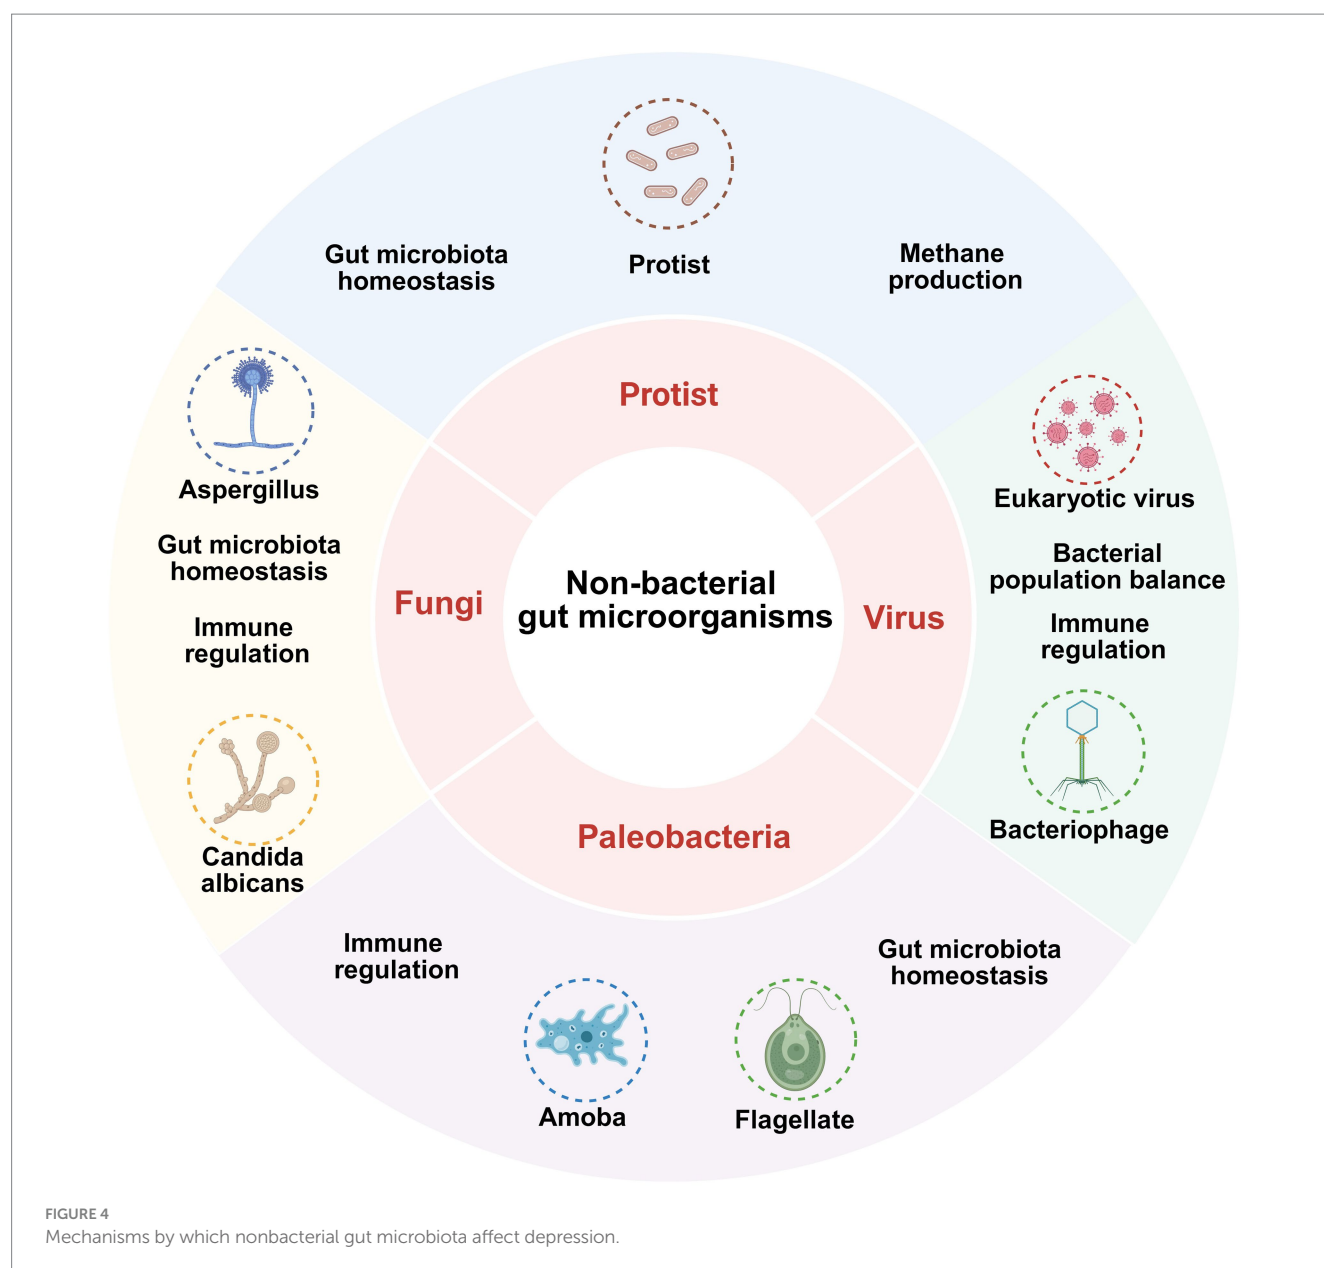 Gut microbiota
homeostasis
Protist
Methane
production
Protist
Aspergillus
Gut microbiota
homeostasis
Immune
regulation
Candida
albicans
Fungi
Non-bacterial
gut microorganisms
Virus
Eukaryotic virus
Bacterial
population balance
Immune
regulation
Bacteriophage
Paleobacteria
Immune
regulation
Gut microbiota
homeostasis
Amoba
Flagellate
FIGURE 4
Mechanisms by which nonbacterial gut microbiota affect depression.